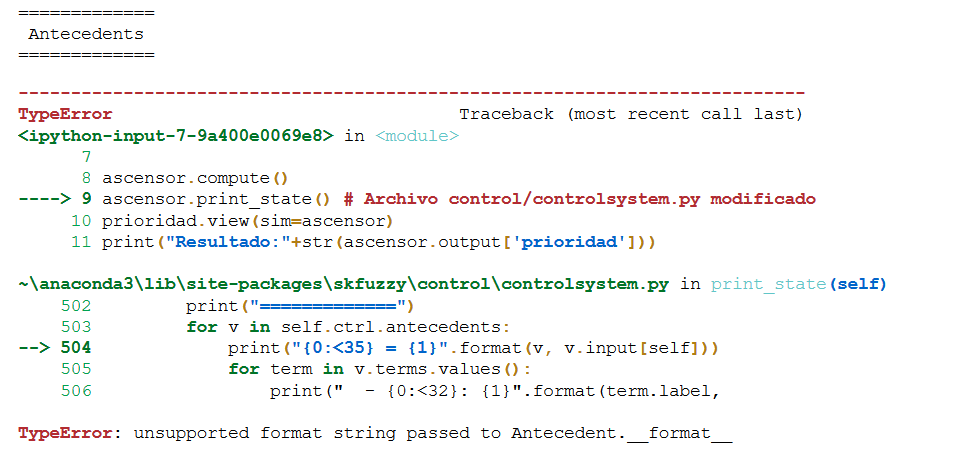 =============
 Antecedents
=============
---------------------------------------------------------------------------
TypeError                                 Traceback (most recent call last)
<ipython-input-7-9a400e0069e8> in <module>
      7
      8 ascensor.compute()
----> 9 ascensor.print_state() # Archivo control/controlsystem.py modificado
     10 prioridad.view(sim=ascensor)
     11 print("Resultado:"+str(ascensor.output['prioridad']))
~\anaconda3\lib\site-packages\skfuzzy\control\controlsystem.py in print_state(self)
    502         print("=============")
    503         for v in self.ctrl.antecedents:
--> 504             print("{0:<35} = {1}".format(v, v.input[self]))
    505             for term in v.terms.values():
    506                 print("  - {0:<32}: {1}".format(term.label,
TypeError: unsupported format string passed to Antecedent.__format__